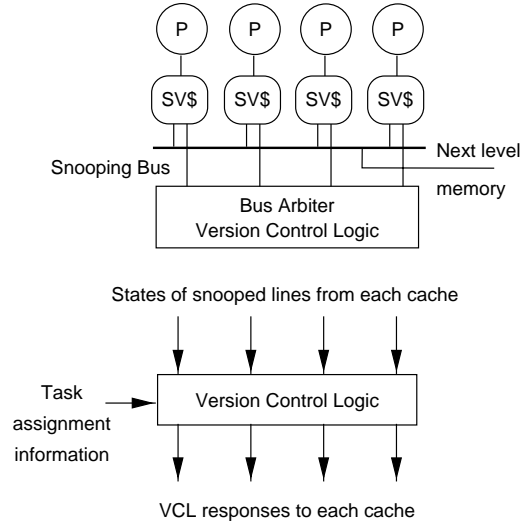 P P P P
SV$ SV$ SV$ SV$
Snooping Bus
Next level
memory
Bus Arbiter
Version Control Logic
States of snooped lines from each cache
Task
assignment
information
Version Control Logic
VCL responses to each cache